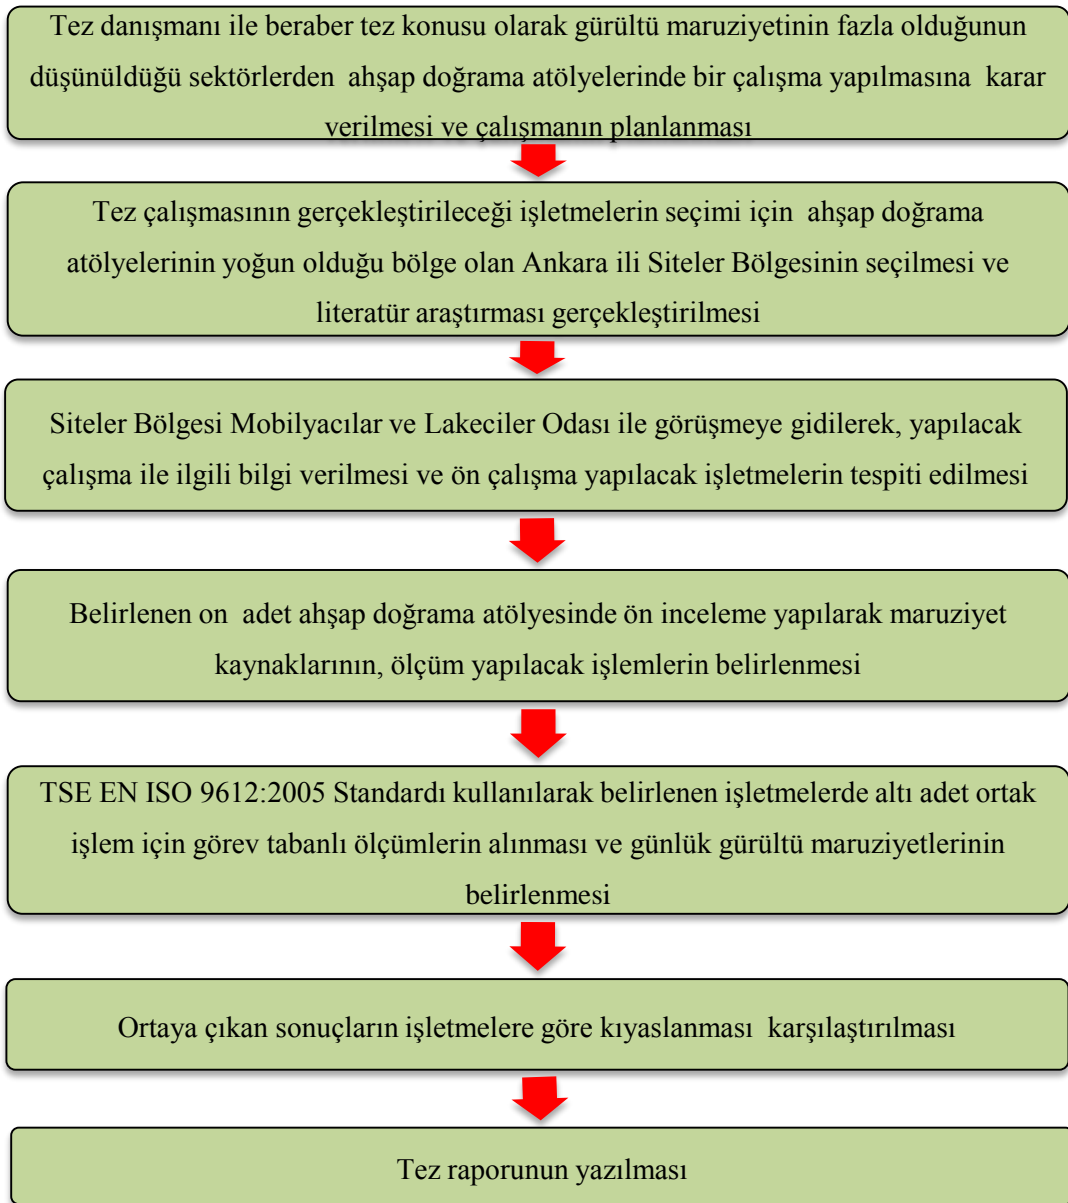 Tez danışmanı ile beraber tez konusu olarak gürültü maruziyetinin fazla olduğunun
düşünüldüğü sektörlerden ahşap doğrama atölyelerinde bir çalışma yapılmasına karar
verilmesi ve çalışmanın planlanması
Tez çalışmasının gerçekleştirileceği işletmelerin seçimi için ahşap doğrama
atölyelerinin yoğun olduğu bölge olan Ankara ili Siteler Bölgesinin seçilmesi ve
literatür araştırması gerçekleştirilmesi
Siteler Bölgesi Mobilyacılar ve Lakeciler Odası ile görüşmeye gidilerek, yapılacak
çalışma ile ilgili bilgi verilmesi ve ön çalışma yapılacak işletmelerin tespiti edilmesi
Belirlenen on adet ahşap doğrama atölyesinde ön inceleme yapılarak maruziyet
kaynaklarının, ölçüm yapılacak işlemlerin belirlenmesi
TSE EN ISO 9612:2005 Standardı kullanılarak belirlenen işletmelerde altı adet ortak
işlem için görev tabanlı ölçümlerin alınması ve günlük gürültü maruziyetlerinin
belirlenmesi
Ortaya çıkan sonuçların işletmelere göre kıyaslanması karşılaştırılması
Tez raporunun yazılması